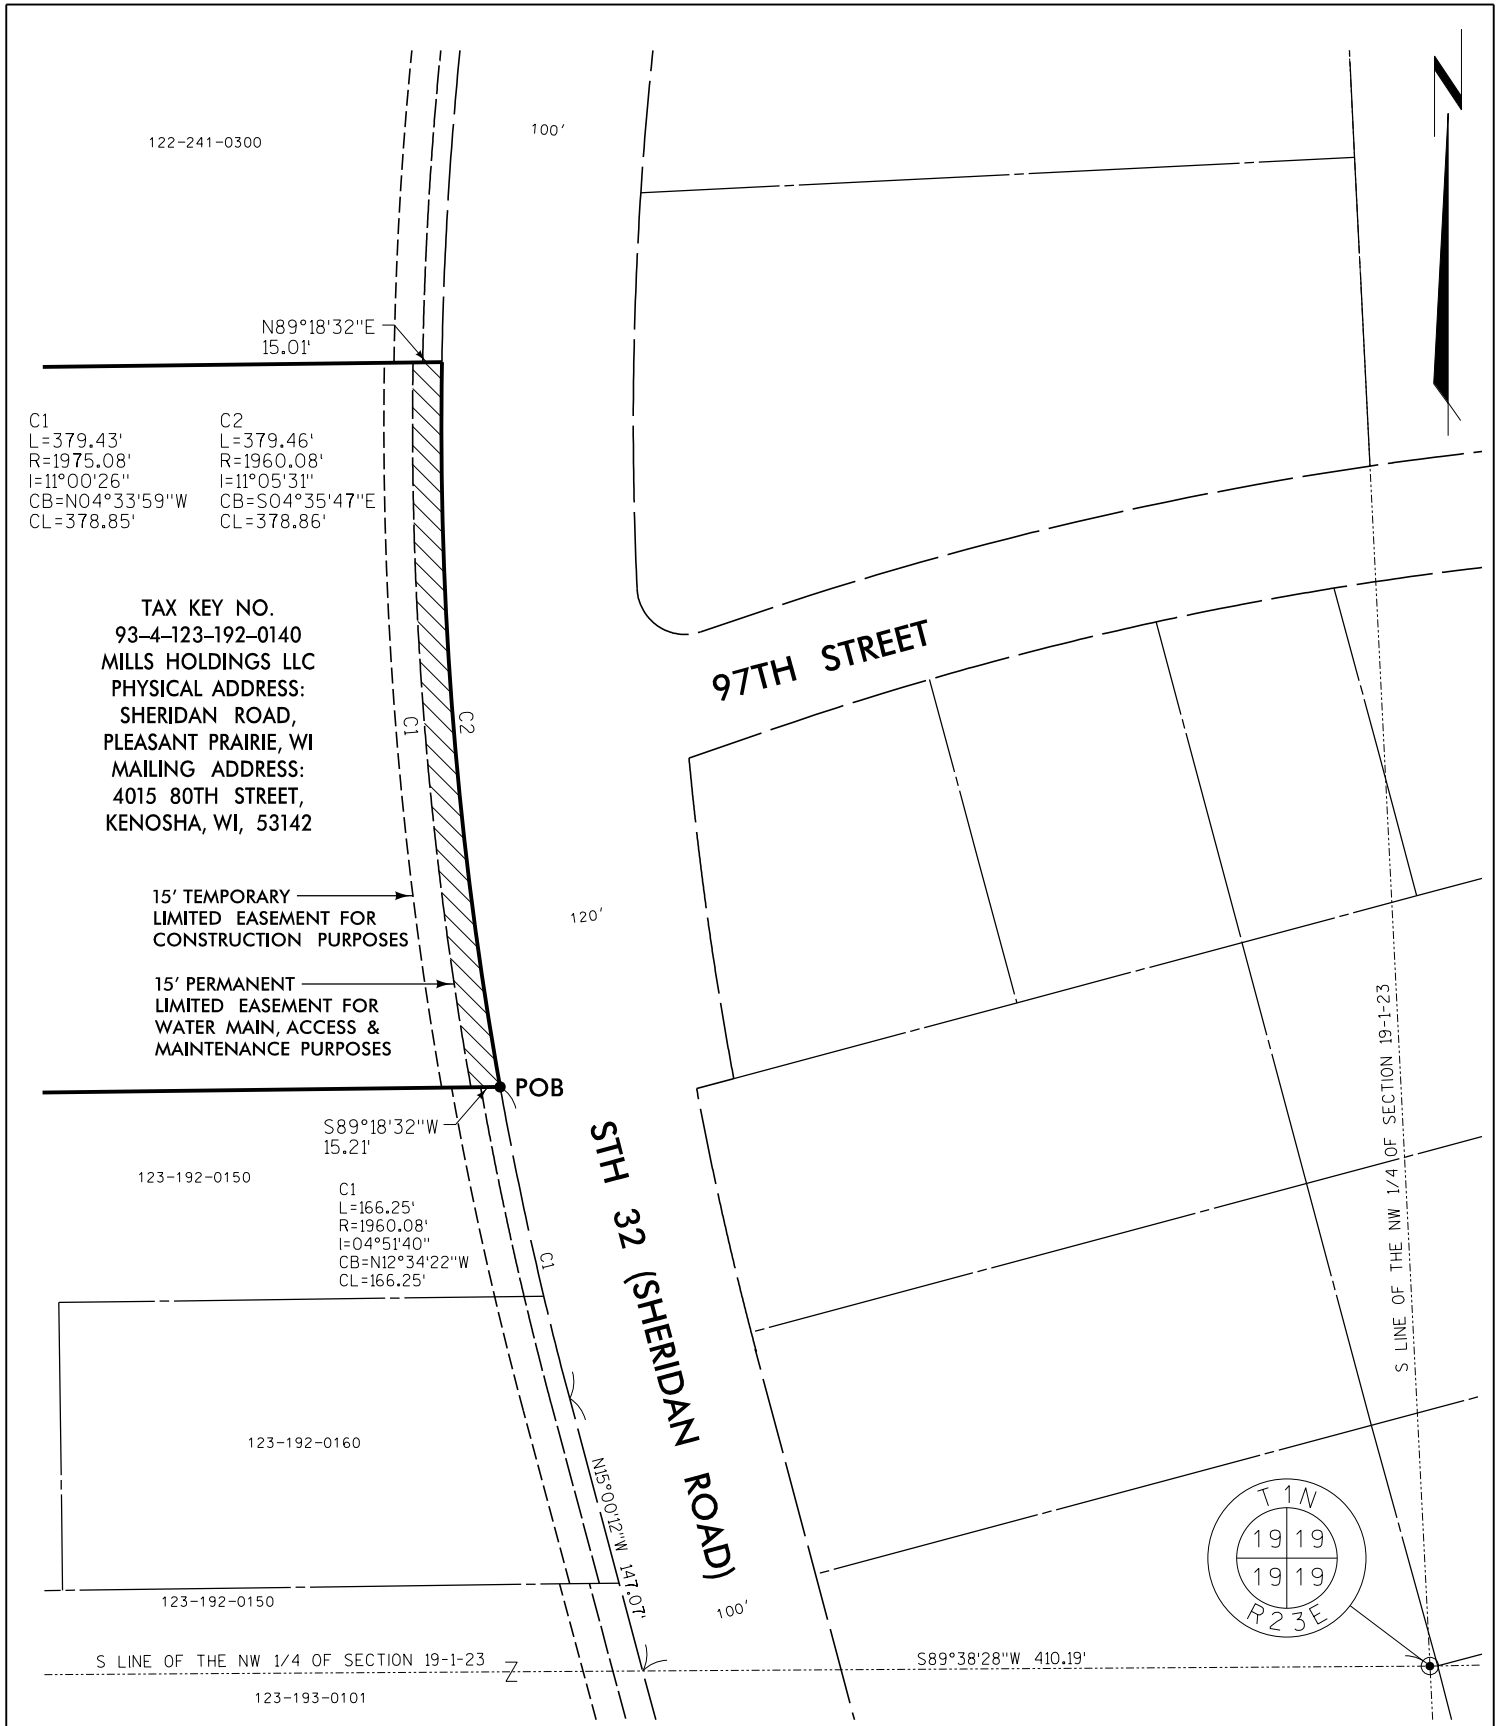 N
122-241-0300
100'
N89°18'32"E
15.01'
C1
L=379.43'
R=1975.08'
I=11°00'26"
CB=N04°33'59"W
CL=378.85'
C2
L=379.46'
R=1960.08'
I=11°05'31"
CB=S04°35'47"E
CL=378.86'
TAX KEY NO.
93-4-123-192-0140
MILLS HOLDINGS LLC
PHYSICAL ADDRESS:
SHERIDAN ROAD,
PLEASANT PRAIRIE, WI
MAILING ADDRESS:
4015 80TH STREET,
KENOSHA, WI, 53142
C1
C2
97TH STREET
15' TEMPORARY
LIMITED EASEMENT FOR
CONSTRUCTION PURPOSES
120'
15' PERMANENT
LIMITED EASEMENT FOR
WATER MAIN, ACCESS &
MAINTENANCE PURPOSES
POB
S89°18'32"W
15.21'
123-192-0150
C1
L=166.25'
R=1960.08'
I=04°51'40"
CB=N12°34'22"W
CL=166.25'
C1
STH 32 (SHERIDAN ROAD)
S LINE OF THE NW 1/4 OF SECTION 19-1-23
123-192-0160
N15°00'12"W 147.07'
T1N
19 19
19 19
R23E
123-192-0150
100'
S LINE OF THE NW 1/4 OF SECTION 19-1-23
Z
S89°38'28"W 410.19'
123-193-0101